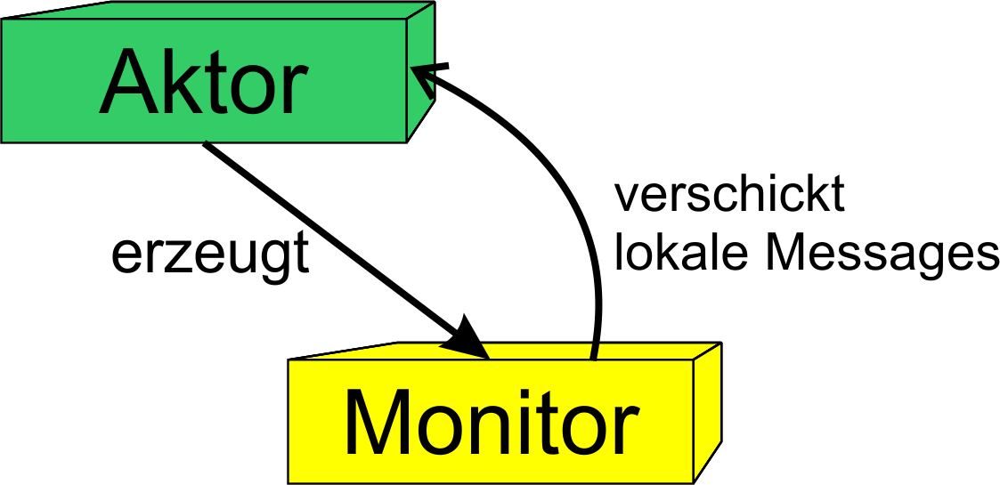 Aktor
erzeugt
verschickt
lokale Messages
Monitor